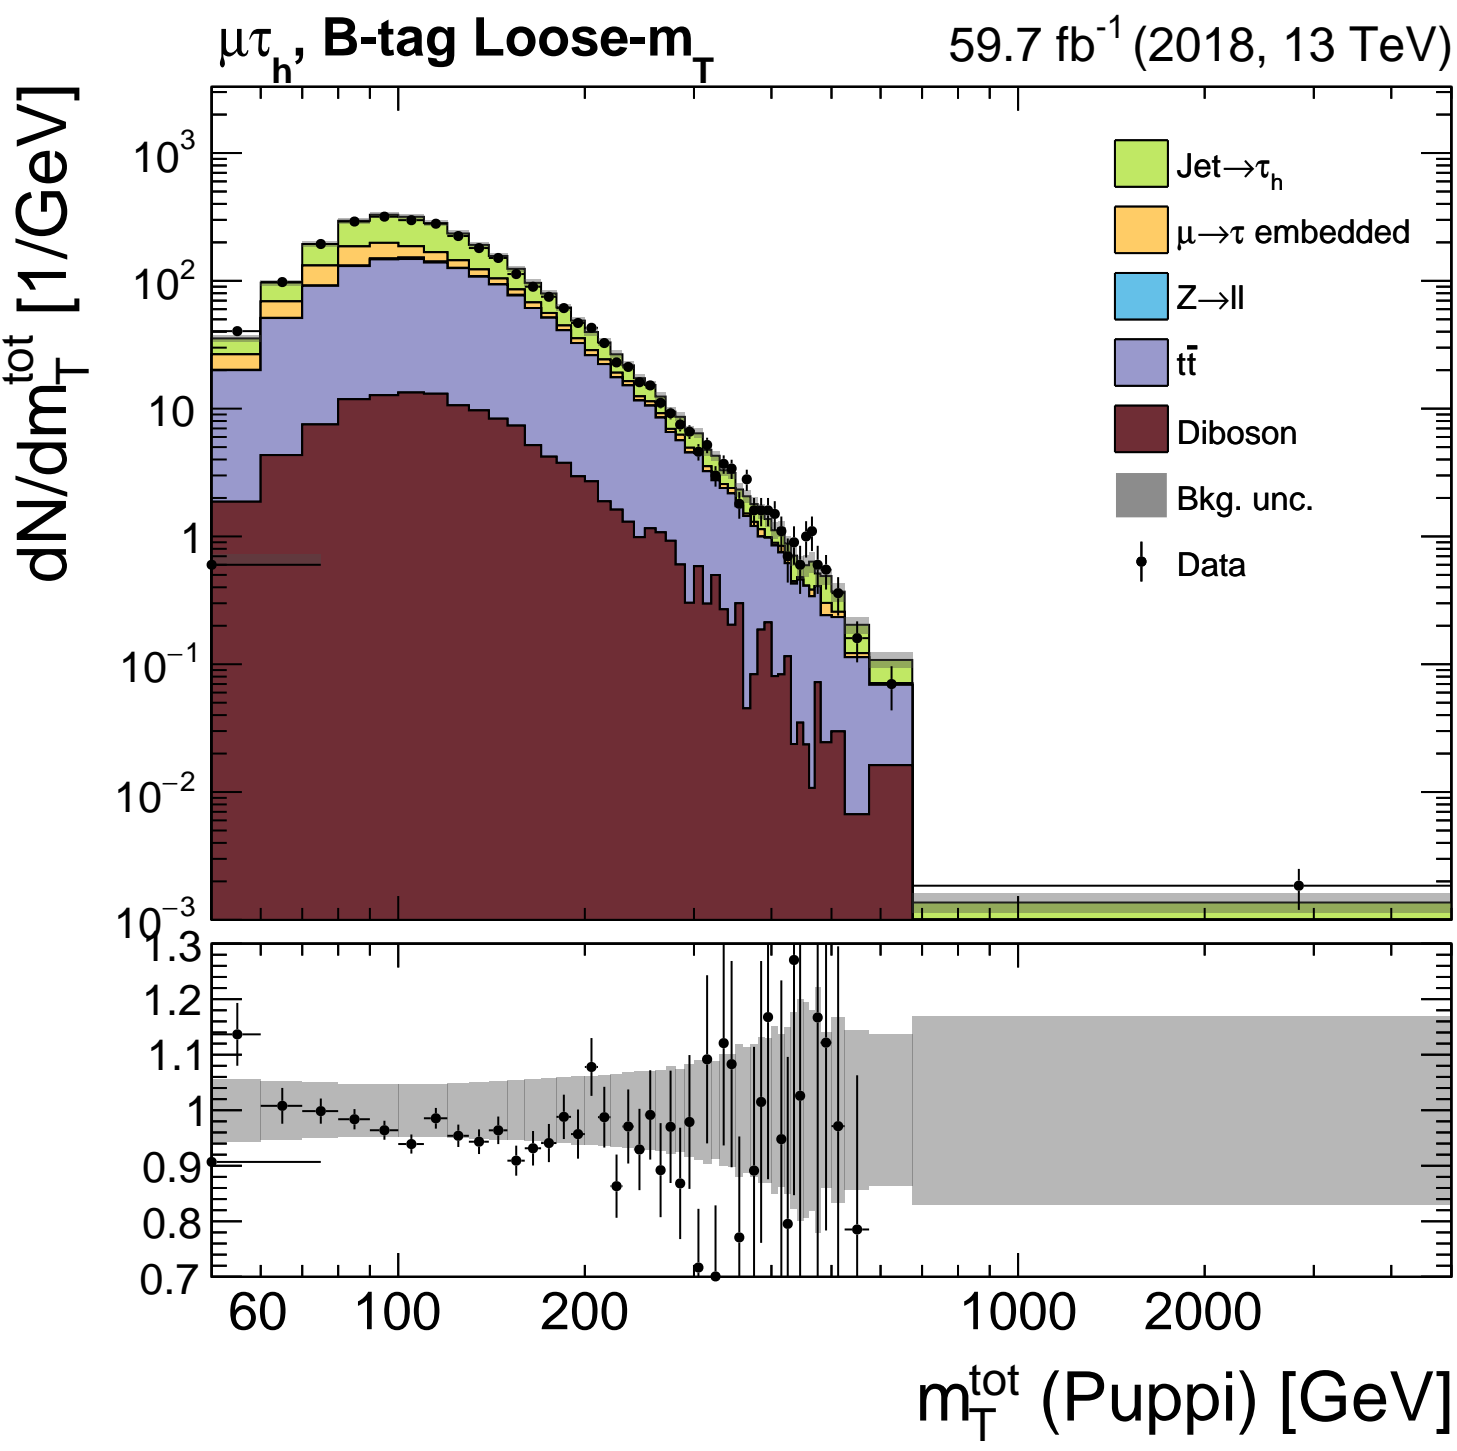 μτh, B-tag Loose-mT
59.7 fb-1 (2018, 13 TeV)
dN/dmTtot [1/GeV]
10^3
10^2
10
1
10^−1
10^−2
10^−3
Jet→τh
μ→τ embedded
Z→ll
tt̄
Diboson
Bkg. unc.
Data
1.3
1.2
1.1
1
0.9
0.8
0.7
60 100 200 1000 2000
mTtot (Puppi) [GeV]